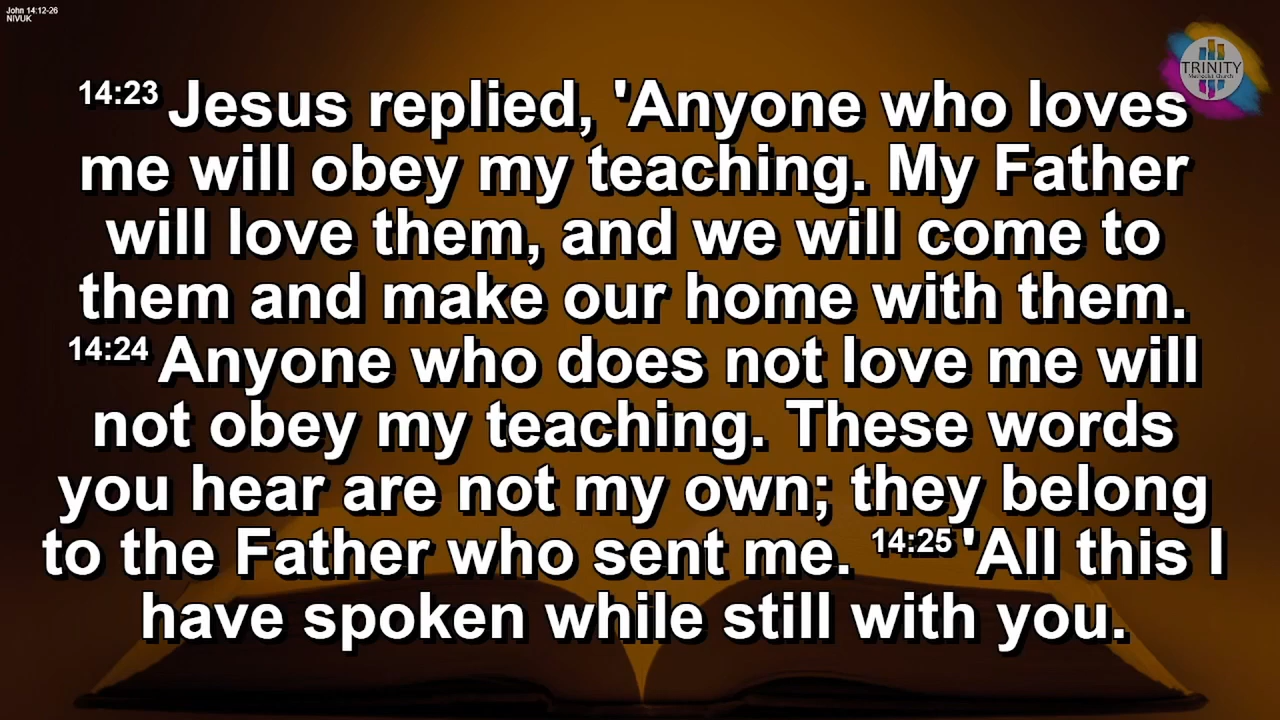 John 14:12-26
NIVUK
TRINITY
Methodist church
14:23 Jesus replied, 'Anyone who loves
me will obey my teaching. My Father
will love them, and we will come to
them and make our home with them.
14:24 Anyone who does not love me will
not obey my teaching. These words
you hear are not my own; they belong
to the Father who sent me. 14:25 'All this I
have spoken while still with you.